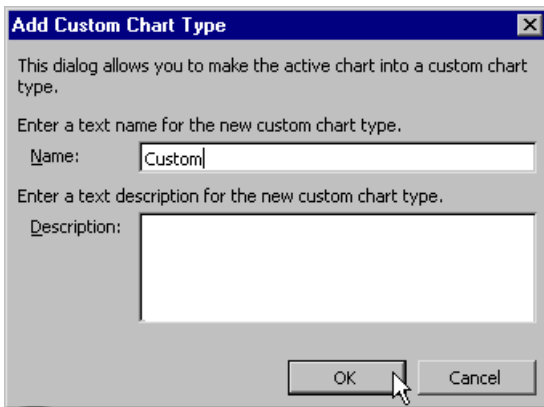 Add Custom Chart Type
This dialog allows you to make the active chart into a custom chart
type.
Enter a text name for the new custom chart type.
Name: Custom
Enter a text description for the new custom chart type.
Description:
OK Cancel